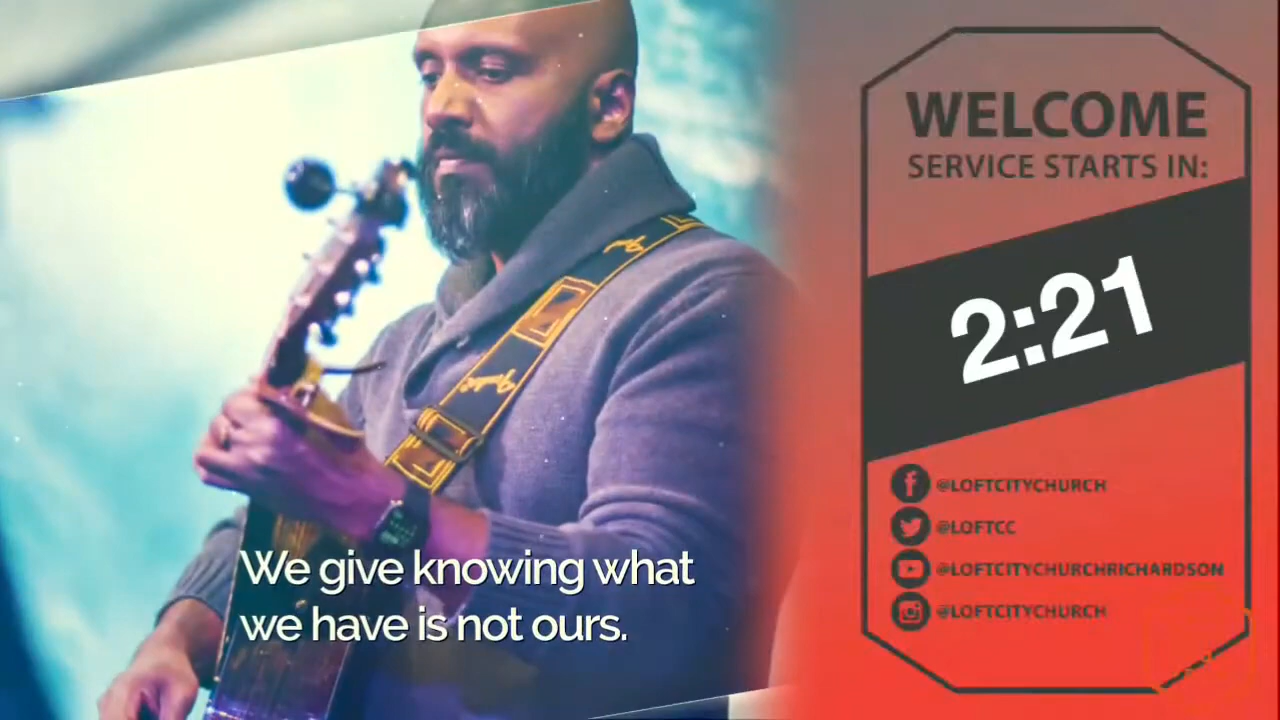 WELCOME
SERVICE STARTS IN:
2:21
@LOFTCITYCHURCH
@LOFTCC
@LOFTCITYCHURCHRICHARDSON
@LOFTCITYCHURCH
We give knowing what
we have is not ours.